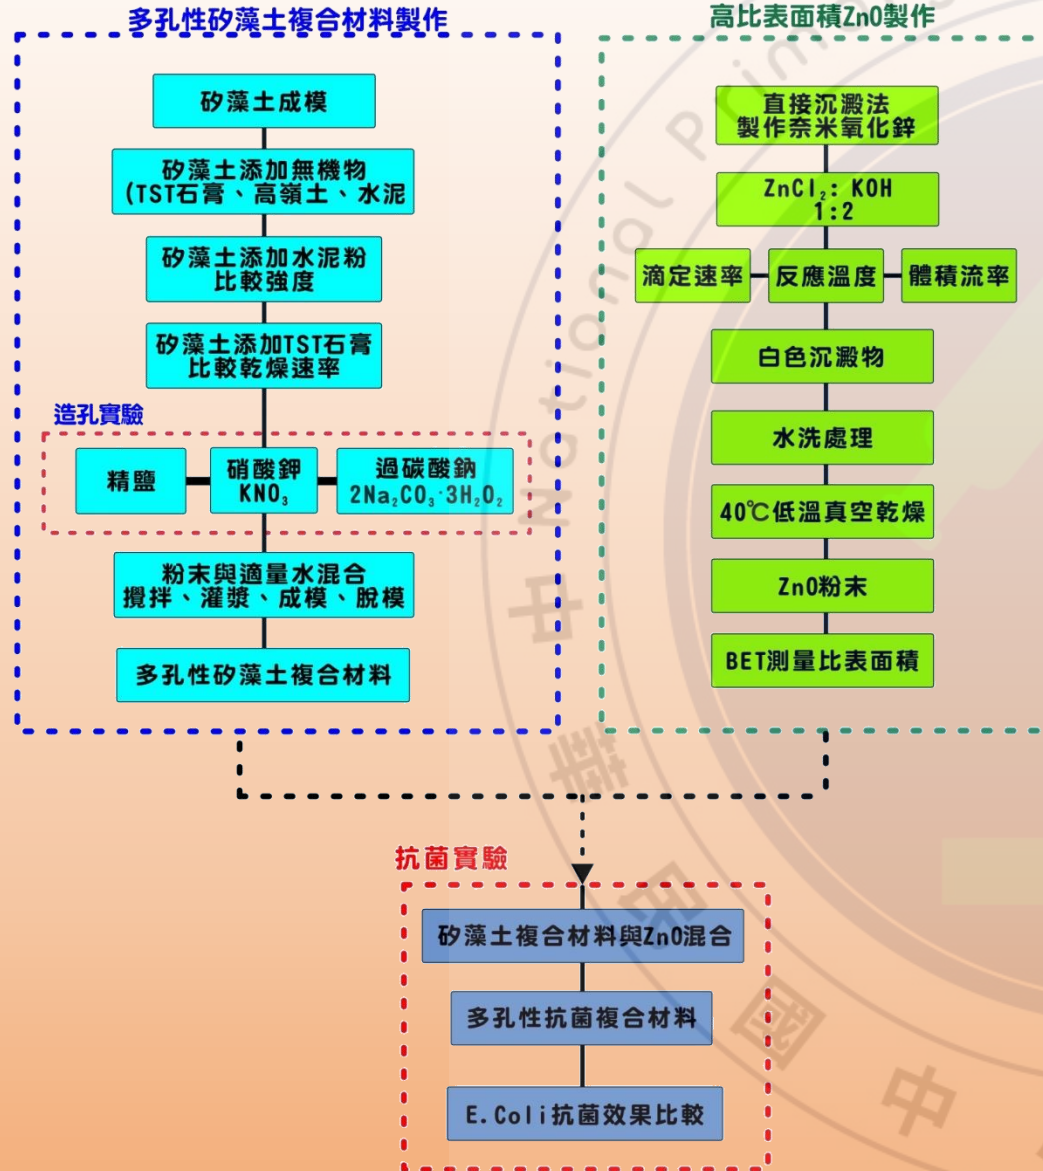 多孔性矽藻土複合材料製作
矽藻土成模
矽藻土添加無機物
(TST石膏、高嶺土、水泥
矽藻土添加水泥粉
比較強度
矽藻土添加TST石膏
比較乾燥速率
造孔實驗
精鹽
硝酸鉀
KNO₃
過碳酸鈉
2Na₂CO₃·3H₂O₂
粉末與適量水混合
攪拌、灌漿、成模、脫模
多孔性矽藻土複合材料
高比表面積ZnO製作
直接沉澱法
製作奈米氧化鋅
ZnCl₂: KOH
1:2
滴定速率
反應溫度
體積流率
白色沉澱物
水洗處理
40℃低溫真空乾燥
ZnO粉末
BET測量比表面積
抗菌實驗
矽藻土複合材料與ZnO混合
多孔性抗菌複合材料
E.Coli抗菌效果比較
中 National Prim
中華民國中